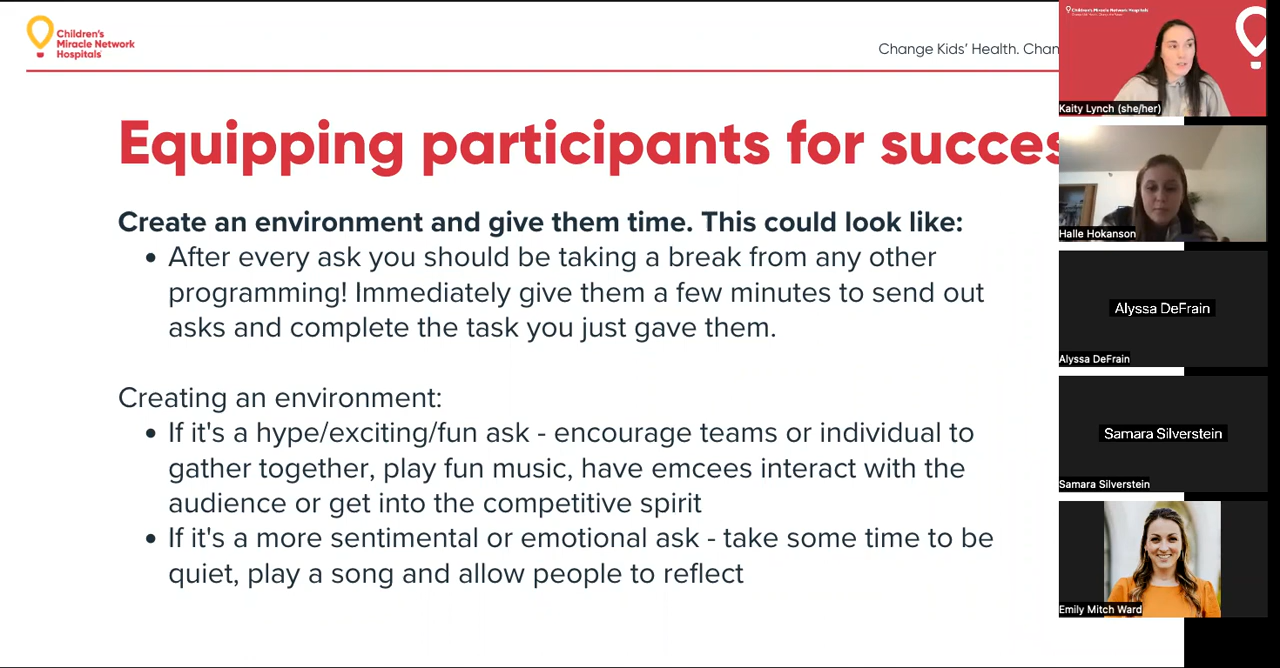 Children's
Miracle Network
Hospitals
Change Kids' Health. Chan
Equipping participants for succes
Create an environment and give them time. This could look like:
• After every ask you should be taking a break from any other
programming! Immediately give them a few minutes to send out
asks and complete the task you just gave them.
Creating an environment:
• If it's a hype/exciting/fun ask - encourage teams or individual to
gather together, play fun music, have emcees interact with the
audience or get into the competitive spirit
• If it's a more sentimental or emotional ask - take some time to be
quiet, play a song and allow people to reflect
Children's Miracle Network Hospitals
Kaity Lynch (she/her)
Halle Hokanson
Alyssa DeFrain
Alyssa DeFrain
Samara Silverstein
Samara Silverstein
Emily Mitch Ward